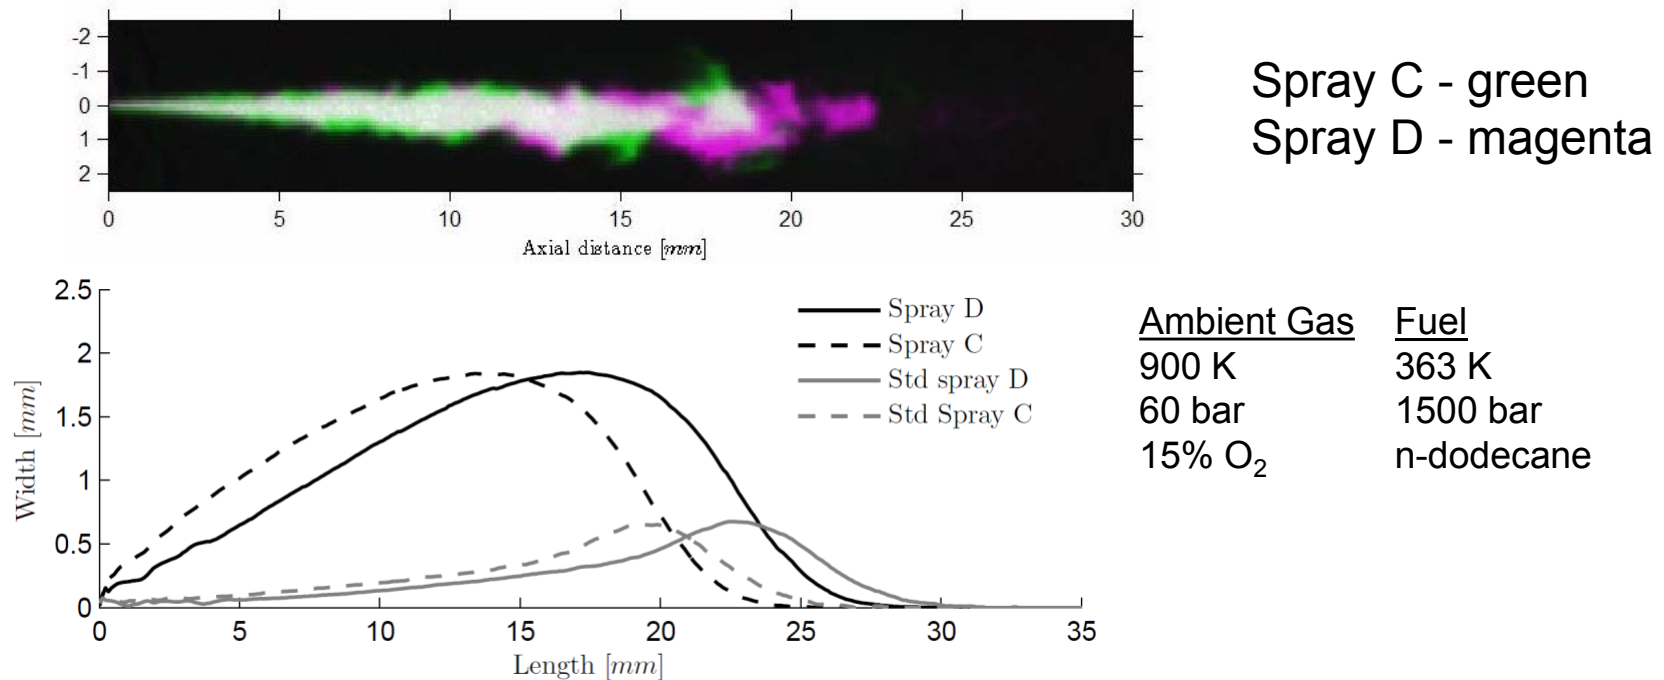 -2
-1
0
1
2
0 5 10 15 20 25 30
Axial distance [mm]
Spray C - green
Spray D - magenta
2.5
2
1.5
1
0.5
0
Width [mm]
0 5 10 15 20 25 30 35
Length [mm]
Spray D
Spray C
Std spray D
Std Spray C
Ambient Gas Fuel
900 K 363 K
60 bar 1500 bar
15% O₂ n-dodecane